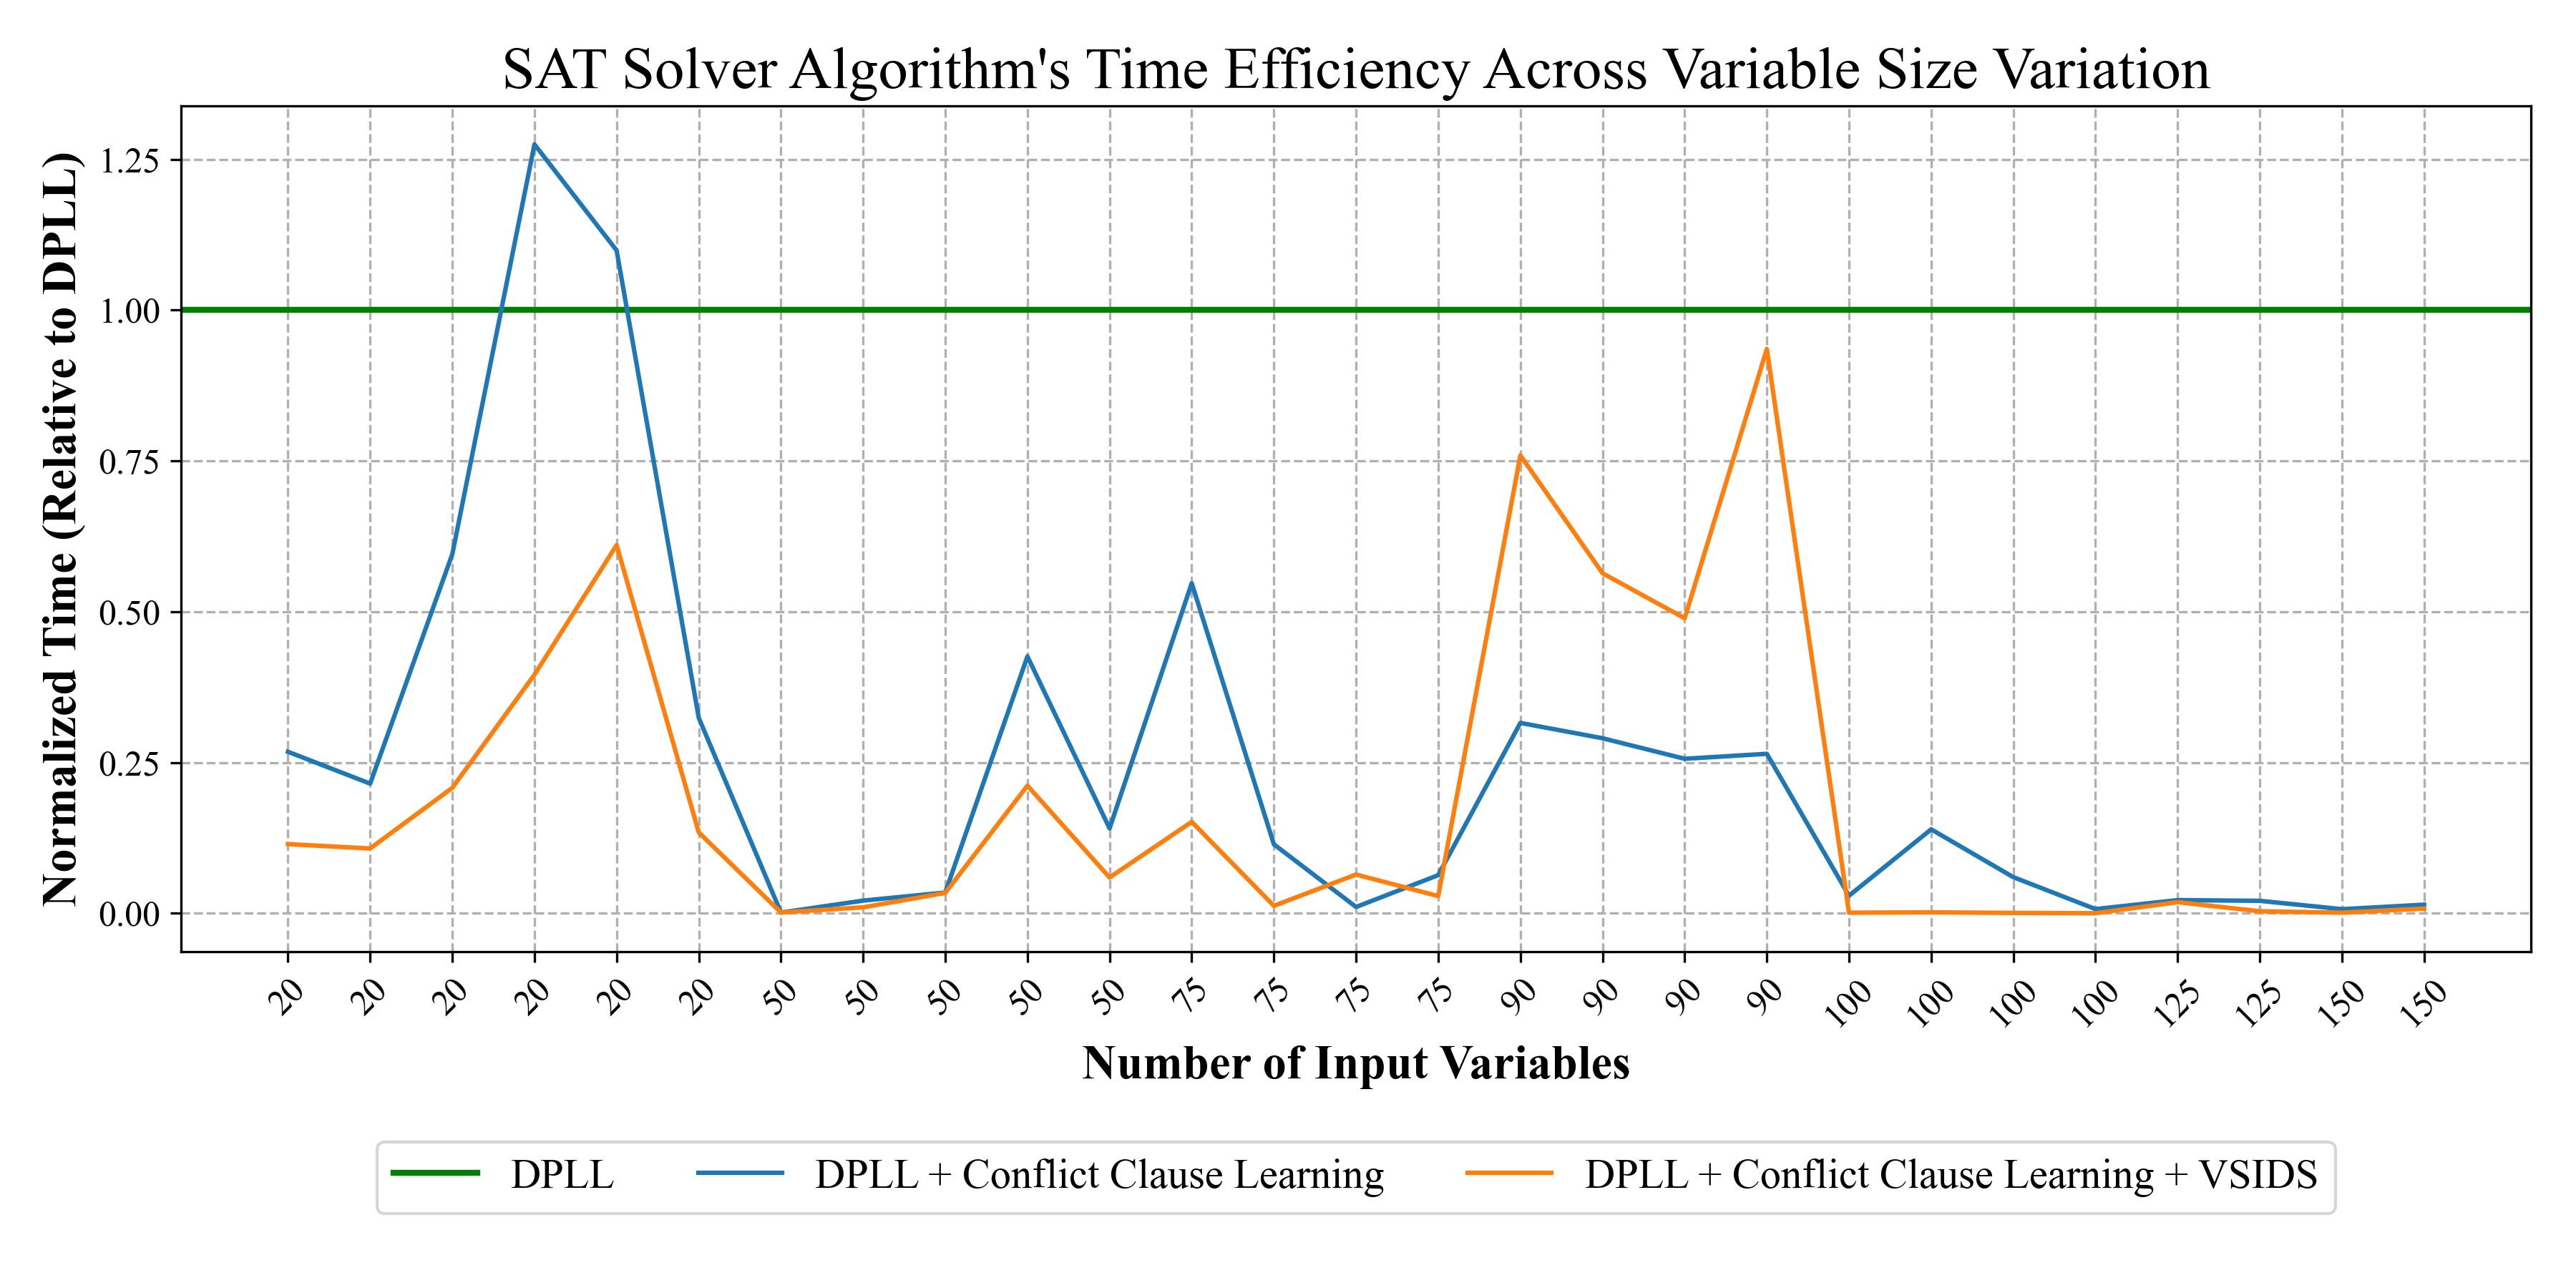 SAT Solver Algorithm's Time Efficiency Across Variable Size Variation
Normalized Time (Relative to DPLL)
1.25
1.00
0.75
0.50
0.25
0.00
20 20 20 20 20 20 50 50 50 50 50 75 75 75 75 90 90 90 90 100 100 100 100 125 125 150 150
Number of Input Variables
DPLL DPLL + Conflict Clause Learning DPLL + Conflict Clause Learning + VSIDS